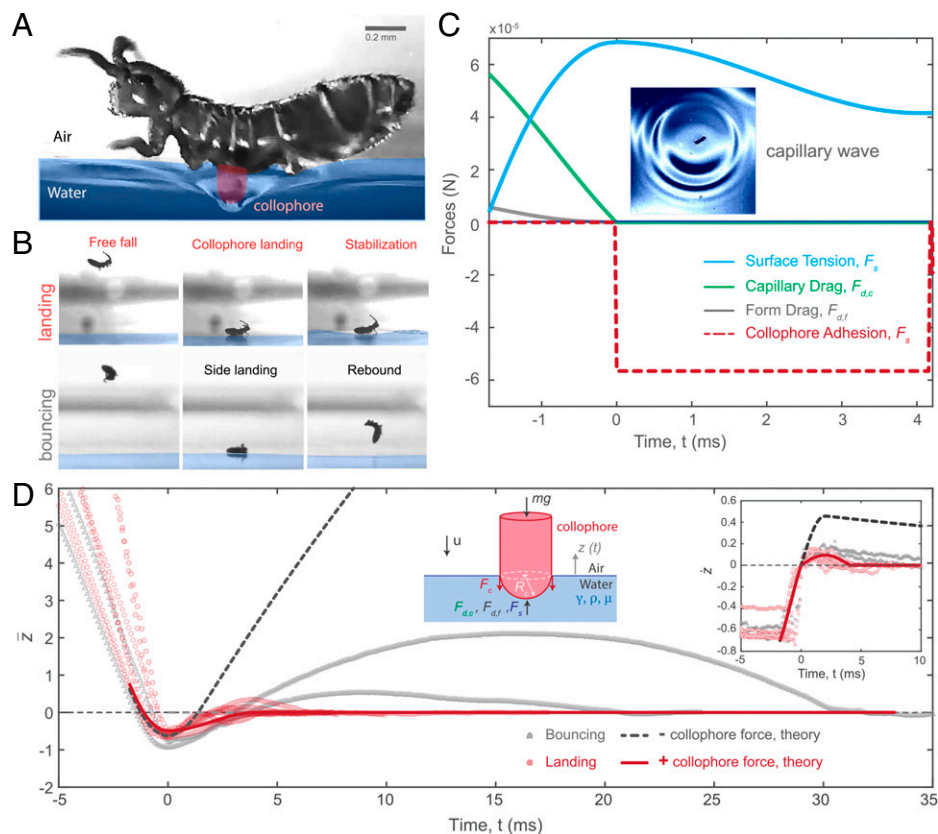 A
0.2 mm
Air
Water
collophore
B
Free fall
Collophore landing
Stabilization
landing
Side landing
Rebound
bouncing
C
x10⁻⁵
6
4
2
0
-2
-4
-6
Forces (N)
capillary wave
Surface Tension, Fₛ
Capillary Drag, F_d,c
Form Drag, F_d,f
Collophore Adhesion, Fₛ
-1
0
1
2
3
4
Time, t (ms)
D
6
5
4
3
2
1
0
-1
-2
z̅
mg
collophore
u
z (t)
Air
Water
γ, ρ, μ
R
F_c
F_d,c , F_d,f , Fₛ
0.6
0.4
0.2
0
-0.2
-0.4
-0.6
-0.8
ż
-5
0
5
10
Time, t (ms)
Bouncing
- collophore force, theory
Landing
+ collophore force, theory
-5
0
5
10
15
20
25
30
35
Time, t (ms)